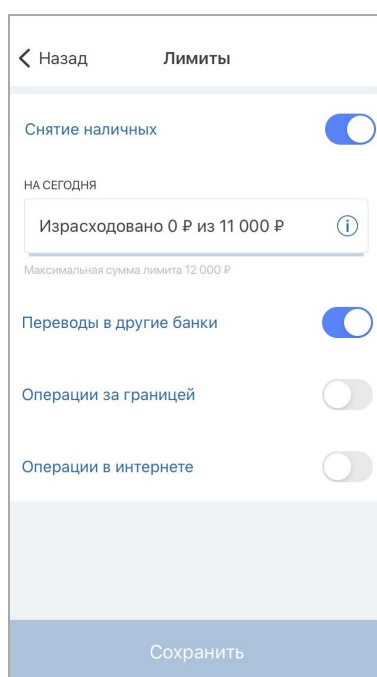 Назад
Лимиты
Снятие наличных
НА СЕГОДНЯ
Израсходовано 0 ₽ из 11 000 ₽
Максимальная сумма лимита 12 000 ₽
Переводы в другие банки
Операции за границей
Операции в интернете
Сохранить